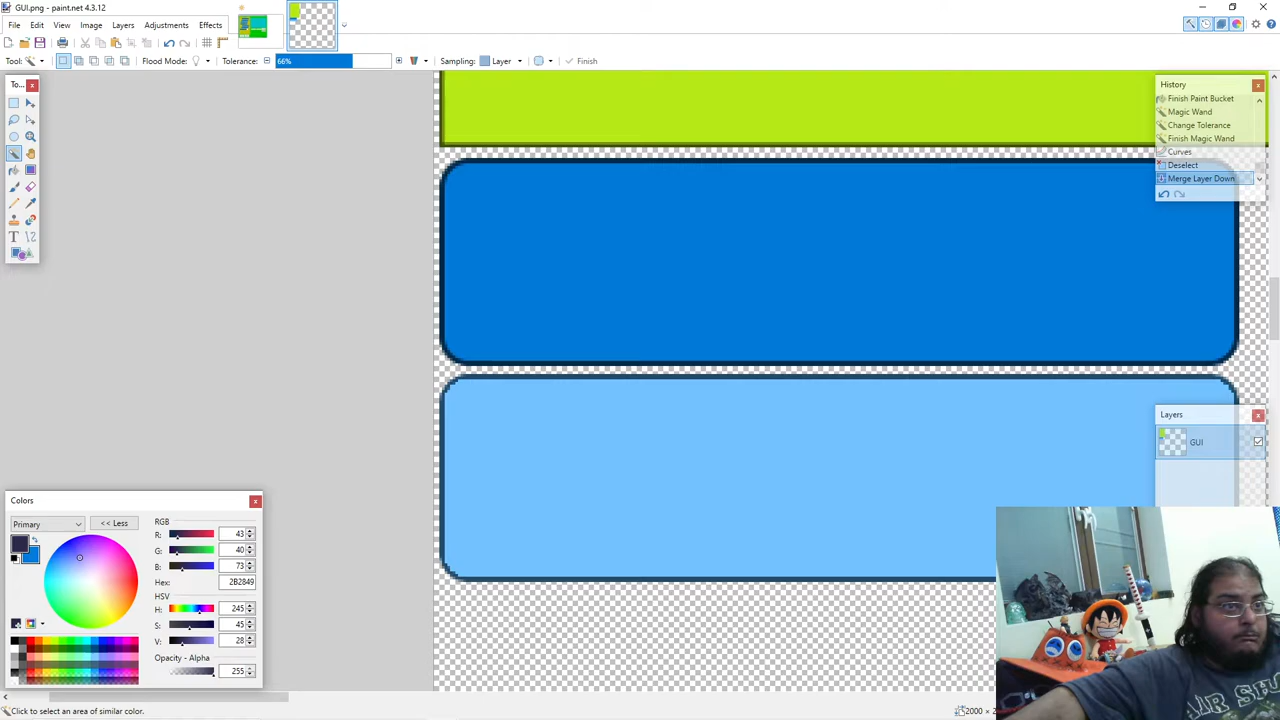 GUI.png - paint.net 4.3.12
File Edit View Image Layers Adjustments Effects
Tool: Flood Mode: Tolerance: 66% Sampling: Layer Finish
To...
History
Finish Paint Bucket
Magic Wand
Change Tolerance
Finish Magic Wand
Curves
Deselect
Merge Layer Down
Layers
GUI
Colors
Primary
<< Less
RGB
R: 43
G: 40
B: 73
Hex: 2B2849
HSV
H: 245
S: 45
V: 28
Opacity - Alpha
255
AIR
Click to select an area of similar color.
2000 ×